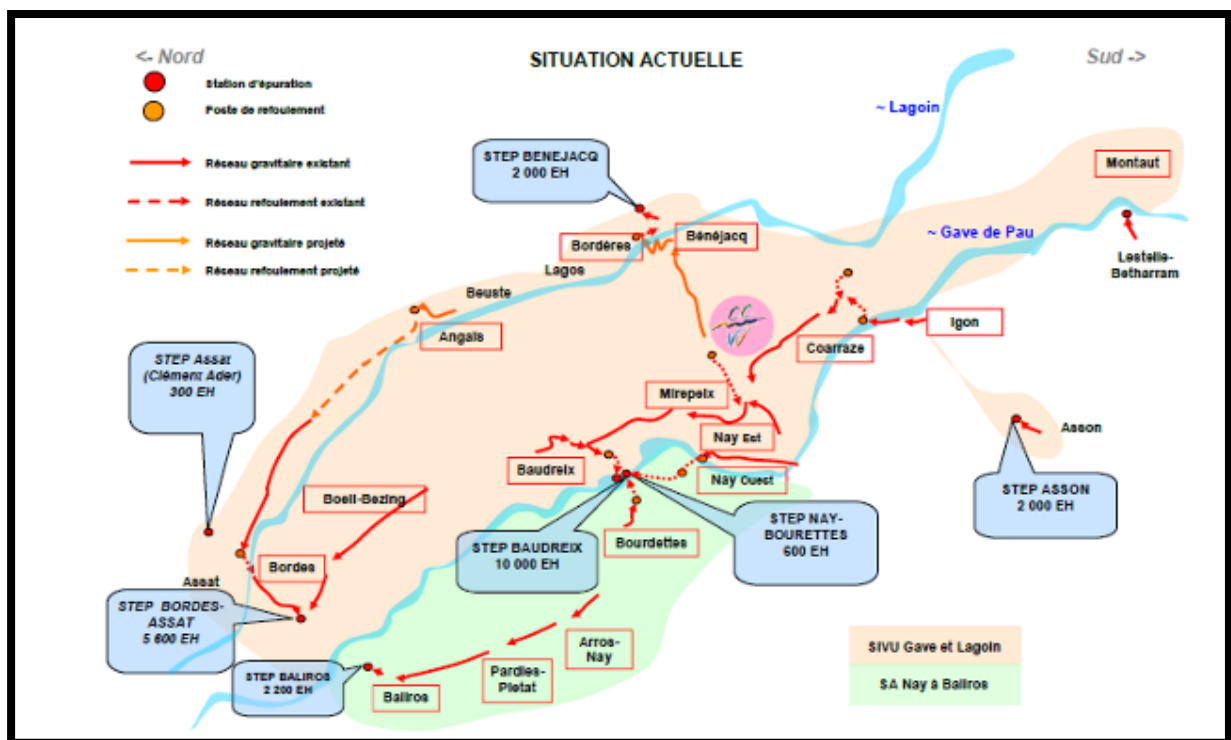 <- Nord
SITUATION ACTUELLE
Sud ->
Station d'épuration
Poste de refoulement
Réseau gravitaire existant
Réseau refoulement existant
Réseau gravitaire projeté
Réseau refoulement projeté
~ Lagoin
STEP BENEJACQ
2 000 EH
Montaut
Bordères
Bénéjacq
~ Gave de Pau
Lestelle-
Betharram
Lagos
Beuste
Angaïs
Igon
Coarraze
STEP Assat
(Clément Ader)
300 EH
Mirepeix
Nay Est
Asson
Baudreix
Nay Ouest
Boeil-Bezing
STEP ASSON
2 000 EH
STEP NAY-
BOURETTES
600 EH
Bourdettes
STEP BAUDREIX
10 000 EH
Bordes
Assat
STEP BORDES-
ASSAT
5 600 EH
Arros-
Nay
SIVU Gave et Lagoin
STEP BALIROS
2 200 EH
Pardies-
Pietat
Baliros
SA Nay à Baliros